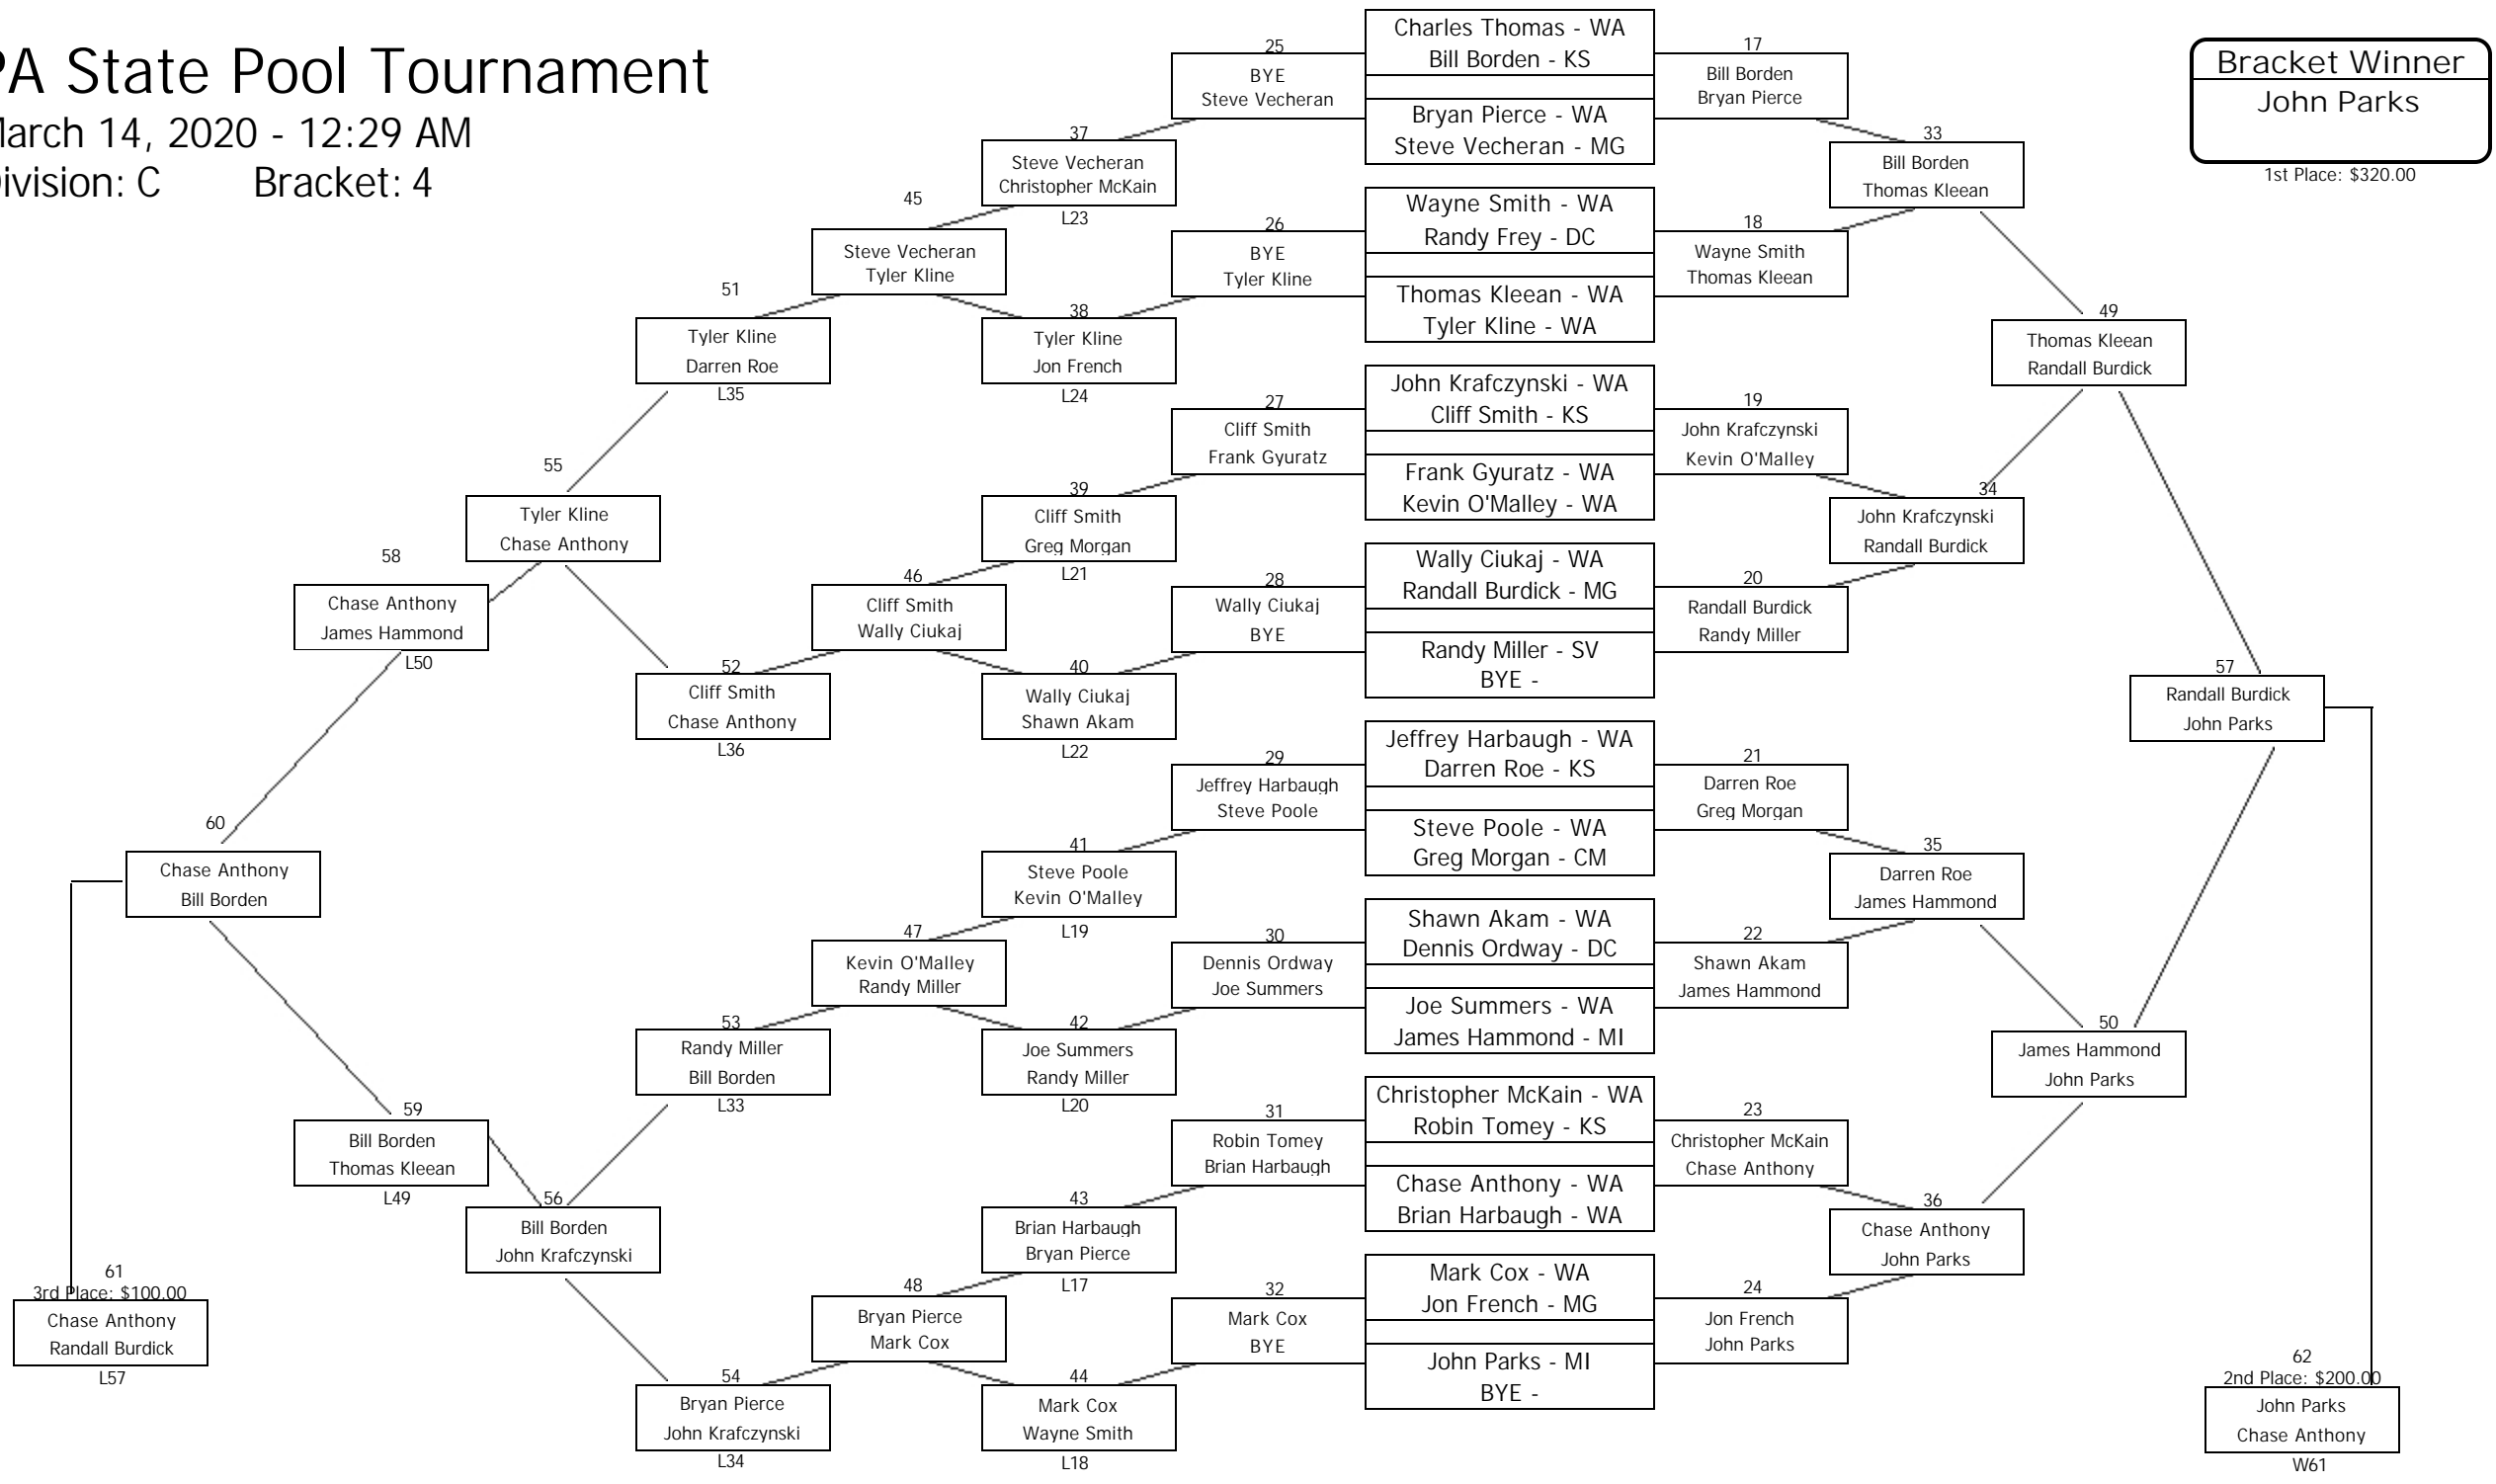 PA State Pool Tournament
March 14, 2020 - 12:29 AM
Division: C Bracket: 4
Bracket Winner
John Parks
1st Place: $320.00
61
3rd Place: $100.00
Chase Anthony
Randall Burdick
L57
60
Chase Anthony
Bill Borden
58
Chase Anthony
James Hammond
L50
59
Bill Borden
Thomas Kleean
L49
55
Tyler Kline
Chase Anthony
56
Bill Borden
John Krafczynski
51
Tyler Kline
Darren Roe
L35
52
Cliff Smith
Chase Anthony
L36
53
Randy Miller
Bill Borden
L33
54
Bryan Pierce
John Krafczynski
L34
45
Steve Vecheran
Tyler Kline
46
Cliff Smith
Wally Ciukaj
47
Kevin O'Malley
Randy Miller
48
Bryan Pierce
Mark Cox
37
Steve Vecheran
Christopher McKain
L23
38
Tyler Kline
Jon French
L24
39
Cliff Smith
Greg Morgan
L21
40
Wally Ciukaj
Shawn Akam
L22
41
Steve Poole
Kevin O'Malley
L19
42
Joe Summers
Randy Miller
L20
43
Brian Harbaugh
Bryan Pierce
L17
44
Mark Cox
Wayne Smith
L18
25
BYE
Steve Vecheran
26
BYE
Tyler Kline
27
Cliff Smith
Frank Gyuratz
28
Wally Ciukaj
BYE
29
Jeffrey Harbaugh
Steve Poole
30
Dennis Ordway
Joe Summers
31
Robin Tomey
Brian Harbaugh
32
Mark Cox
BYE
Charles Thomas - WA
Bill Borden - KS
Bryan Pierce - WA
Steve Vecheran - MG
Wayne Smith - WA
Randy Frey - DC
Thomas Kleean - WA
Tyler Kline - WA
John Krafczynski - WA
Cliff Smith - KS
Frank Gyuratz - WA
Kevin O'Malley - WA
Wally Ciukaj - WA
Randall Burdick - MG
Randy Miller - SV
BYE -
Jeffrey Harbaugh - WA
Darren Roe - KS
Steve Poole - WA
Greg Morgan - CM
Shawn Akam - WA
Dennis Ordway - DC
Joe Summers - WA
James Hammond - MI
Christopher McKain - WA
Robin Tomey - KS
Chase Anthony - WA
Brian Harbaugh - WA
Mark Cox - WA
Jon French - MG
John Parks - MI
BYE -
17
Bill Borden
Bryan Pierce
18
Wayne Smith
Thomas Kleean
19
John Krafczynski
Kevin O'Malley
20
Randall Burdick
Randy Miller
21
Darren Roe
Greg Morgan
22
Shawn Akam
James Hammond
23
Christopher McKain
Chase Anthony
24
Jon French
John Parks
33
Bill Borden
Thomas Kleean
34
John Krafczynski
Randall Burdick
35
Darren Roe
James Hammond
36
Chase Anthony
John Parks
49
Thomas Kleean
Randall Burdick
50
James Hammond
John Parks
57
Randall Burdick
John Parks
62
2nd Place: $200.00
John Parks
Chase Anthony
W61